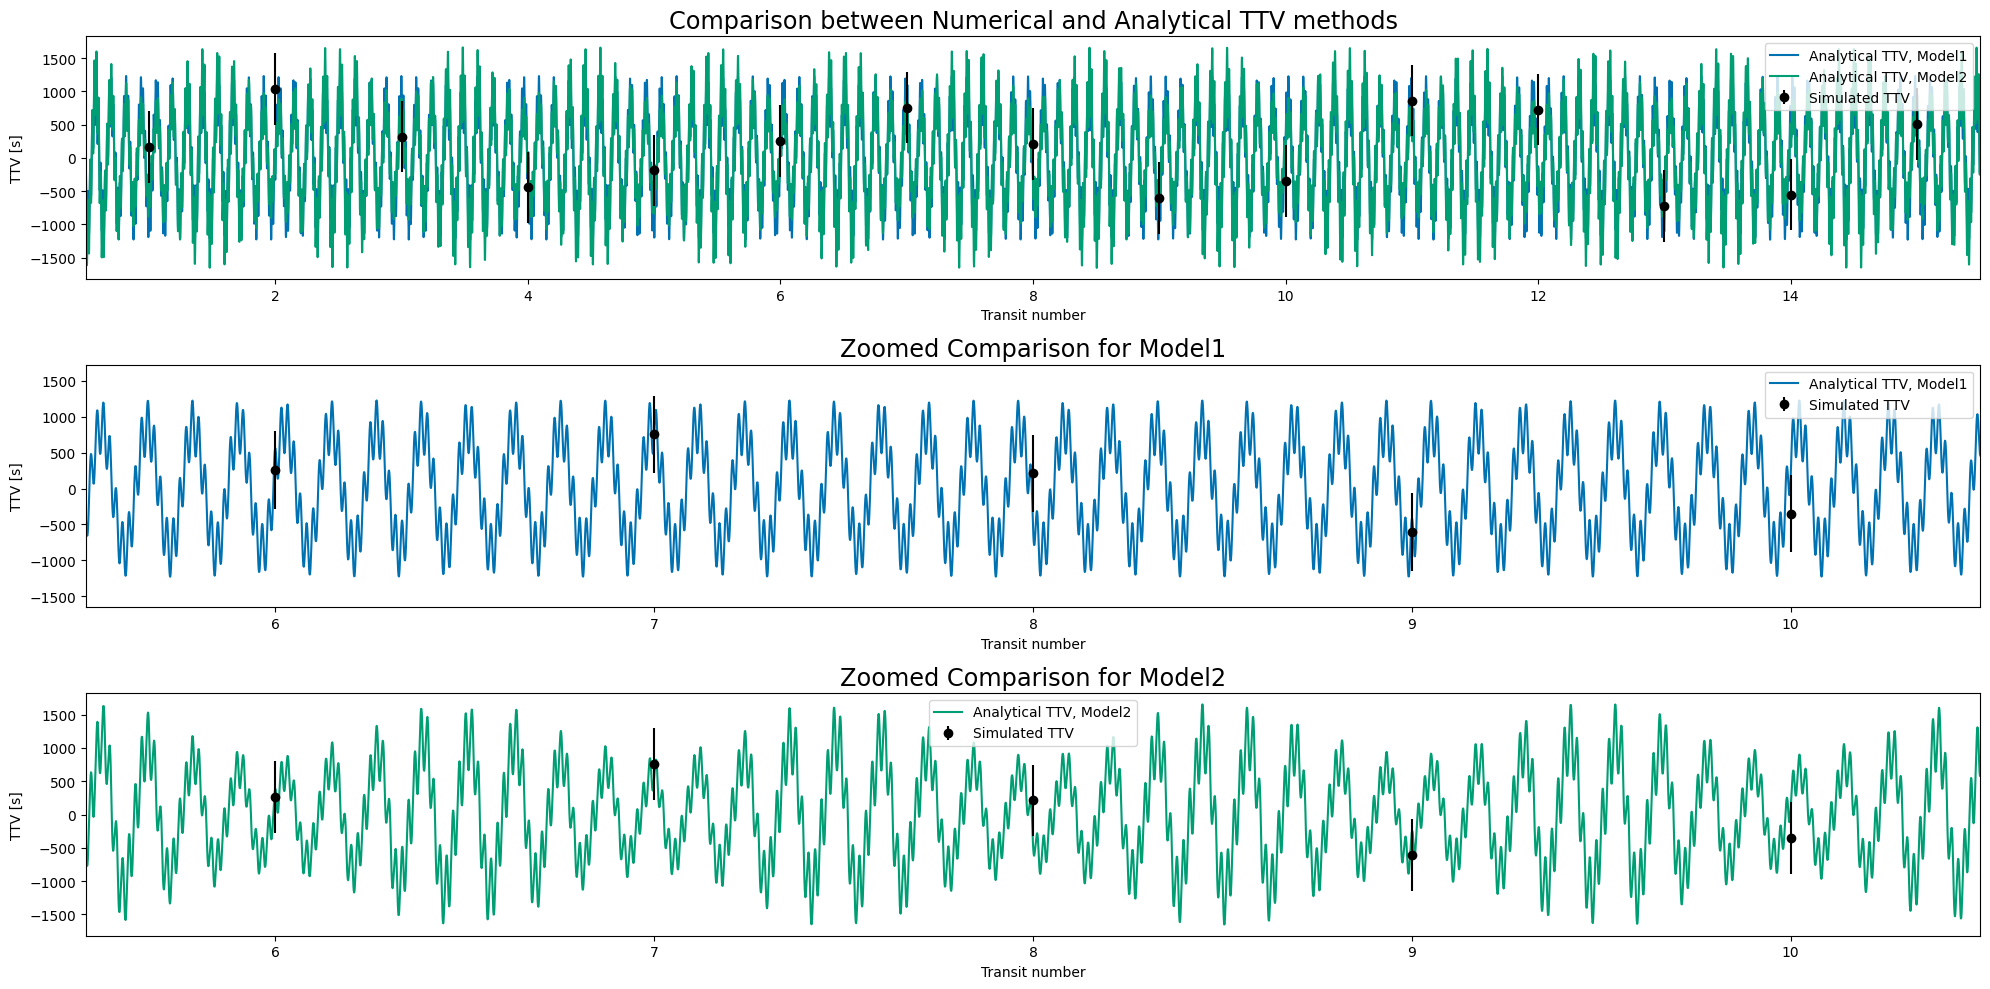 Comparison between Numerical and Analytical TTV methods
1500
1000
500
0
−500
−1000
−1500
TTV [s]
Analytical TTV, Model1
Analytical TTV, Model2
Simulated TTV
2
4
6
8
10
12
14
Transit number
Zoomed Comparison for Model1
1500
1000
500
0
−500
−1000
−1500
TTV [s]
Analytical TTV, Model1
Simulated TTV
6
7
8
9
10
Transit number
Zoomed Comparison for Model2
1500
1000
500
0
−500
−1000
−1500
TTV [s]
Analytical TTV, Model2
Simulated TTV
6
7
8
9
10
Transit number